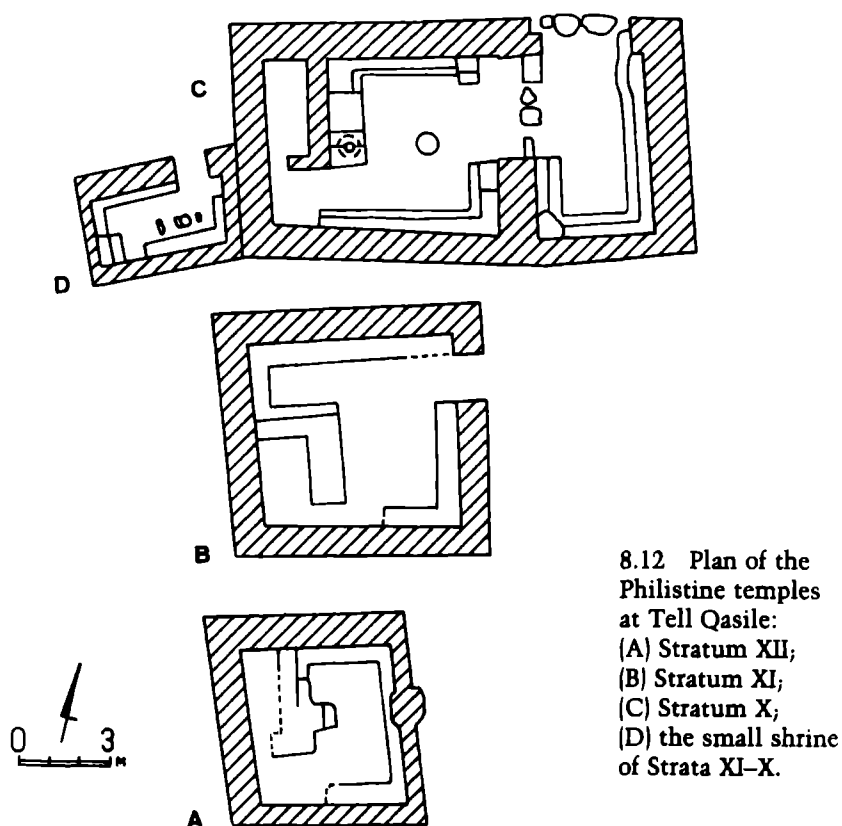 C
D
B
8.12 Plan of the
Philistine temples
at Tell Qasile:
(A) Stratum XII;
(B) Stratum XI;
(C) Stratum X;
(D) the small shrine
of Strata XI–X.
0 3
M
A